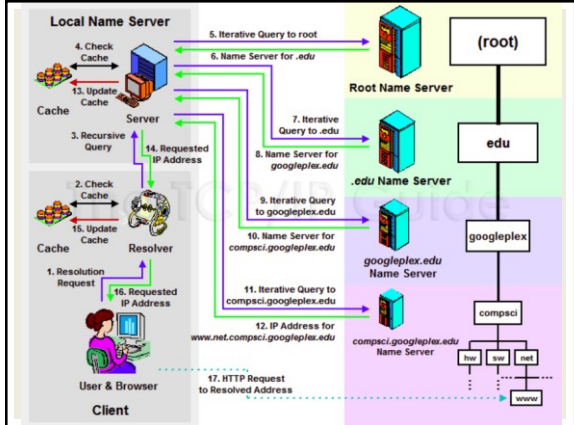 Local Name Server
4. Check
Cache
13. Update
Cache
Cache
Server
3. Recursive
Query
14. Requested
IP Address
2. Check
Cache
15. Update
Cache
Cache
Resolver
1. Resolution
Request
16. Requested
IP Address
User & Browser
Client
5. Iterative Query to root
6. Name Server for .edu
7. Iterative
Query to .edu
8. Name Server for
googleplex.edu
9. Iterative Query
to googleplex.edu
10. Name Server for
compsci.googleplex.edu
11. Iterative Query to
compsci.googleplex.edu
12. IP Address for
www.net.compsci.googleplex.edu
17. HTTP Request
to Resolved Address
Root Name Server
.edu Name Server
googleplex.edu
Name Server
compsci.googleplex.edu
Name Server
(root)
edu
googleplex
compsci
hw sw net
www
The TCP/IP Guide